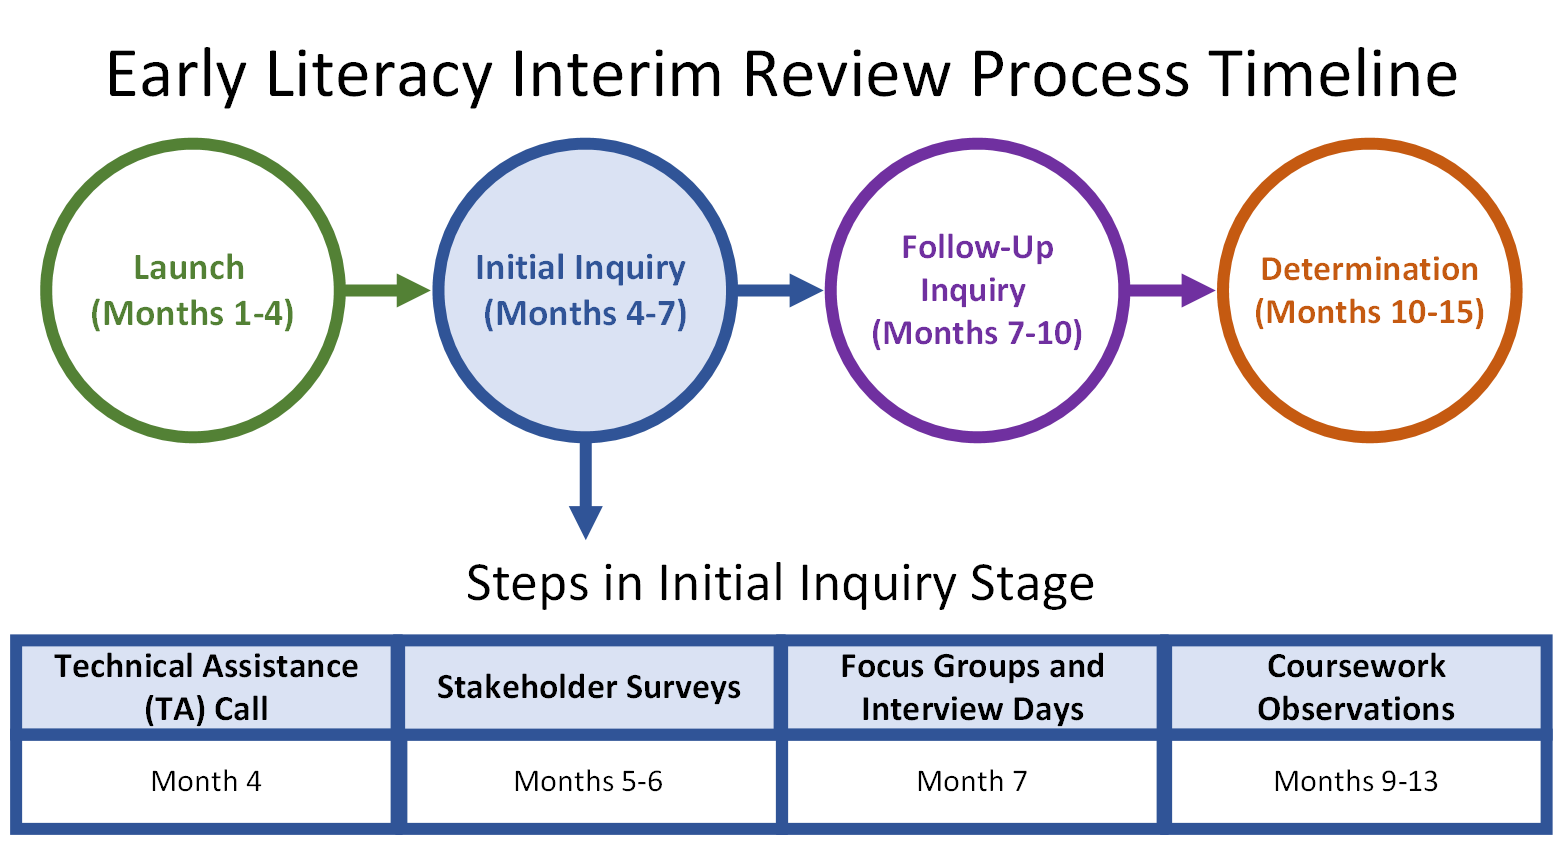 Early Literacy Interim Review Process Timeline
Launch
(Months 1-4)
Initial Inquiry
(Months 4-7)
Follow-Up
Inquiry
(Months 7-10)
Determination
(Months 10-15)
Steps in Initial Inquiry Stage
Technical Assistance
(TA) Call
Stakeholder Surveys
Focus Groups and
Interview Days
Coursework
Observations
Month 4
Months 5-6
Month 7
Months 9-13